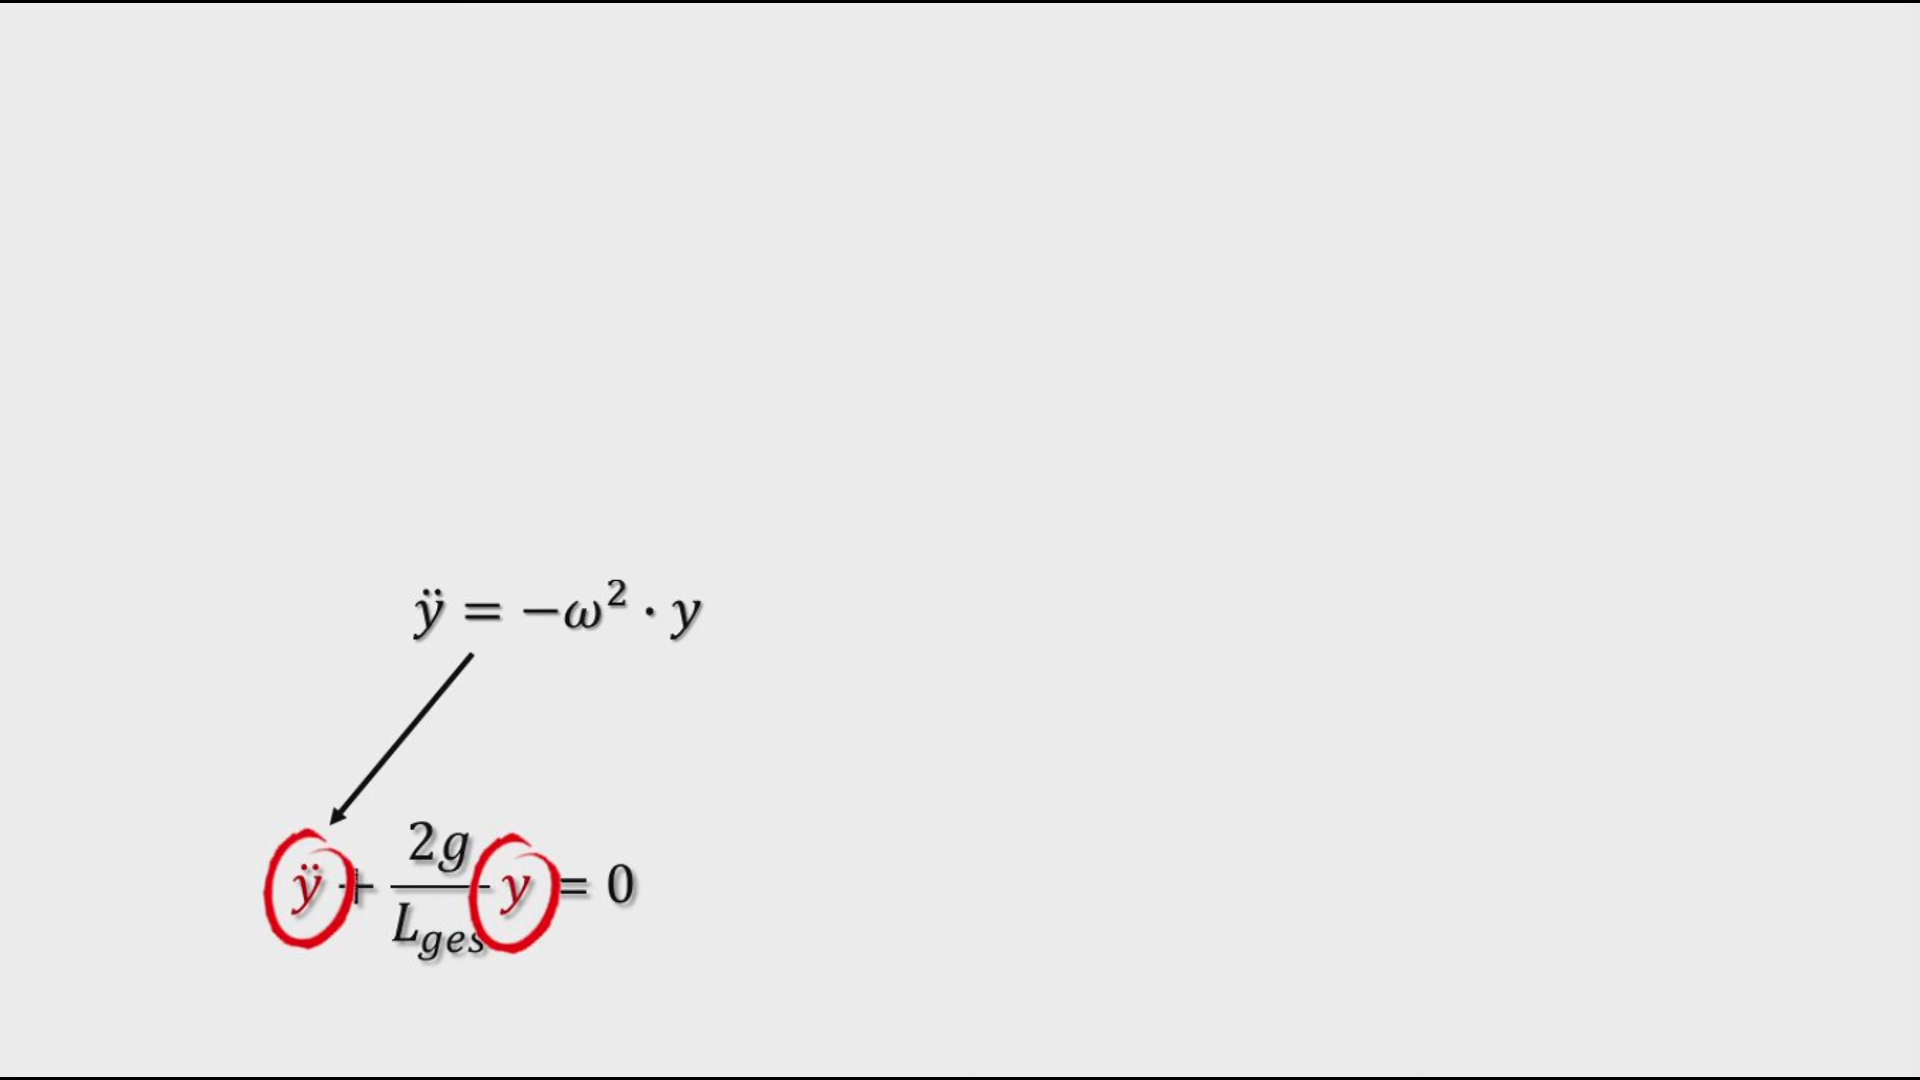 ÿ = −ω² · y
ÿ + 2g/L_ges y = 0